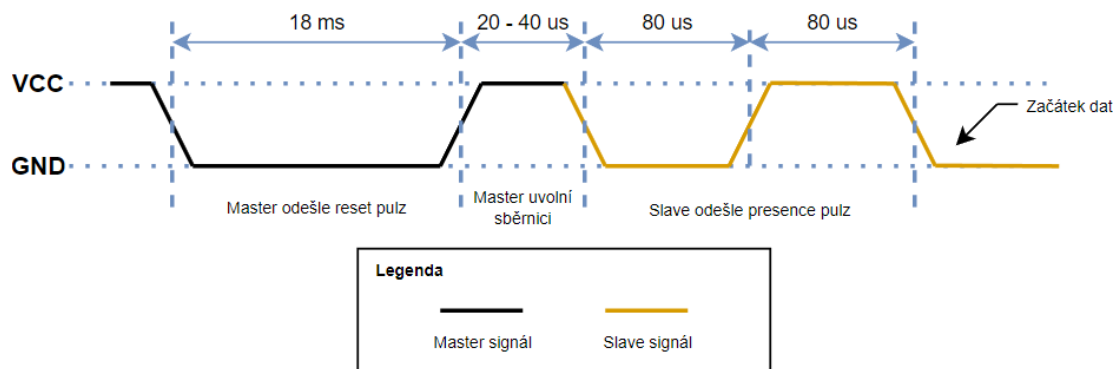 18 ms
20 - 40 us
80 us
80 us
VCC
Začátek dat
GND
Master odešle reset pulz
Master uvolní
sběrnici
Slave odešle presence pulz
Legenda
Master signál
Slave signál